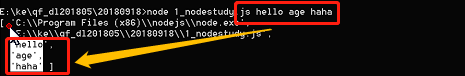 E:\ke\qf_dl201805\20180918>node 1_nodestudy.js hello age haha
[ 'C:\\Program Files (x86)\\nodejs\\node.exe',
'E:\\ke\\qf_dl201805\\20180918\\1_nodestudy.js',
'hello',
'age',
'haha' ]